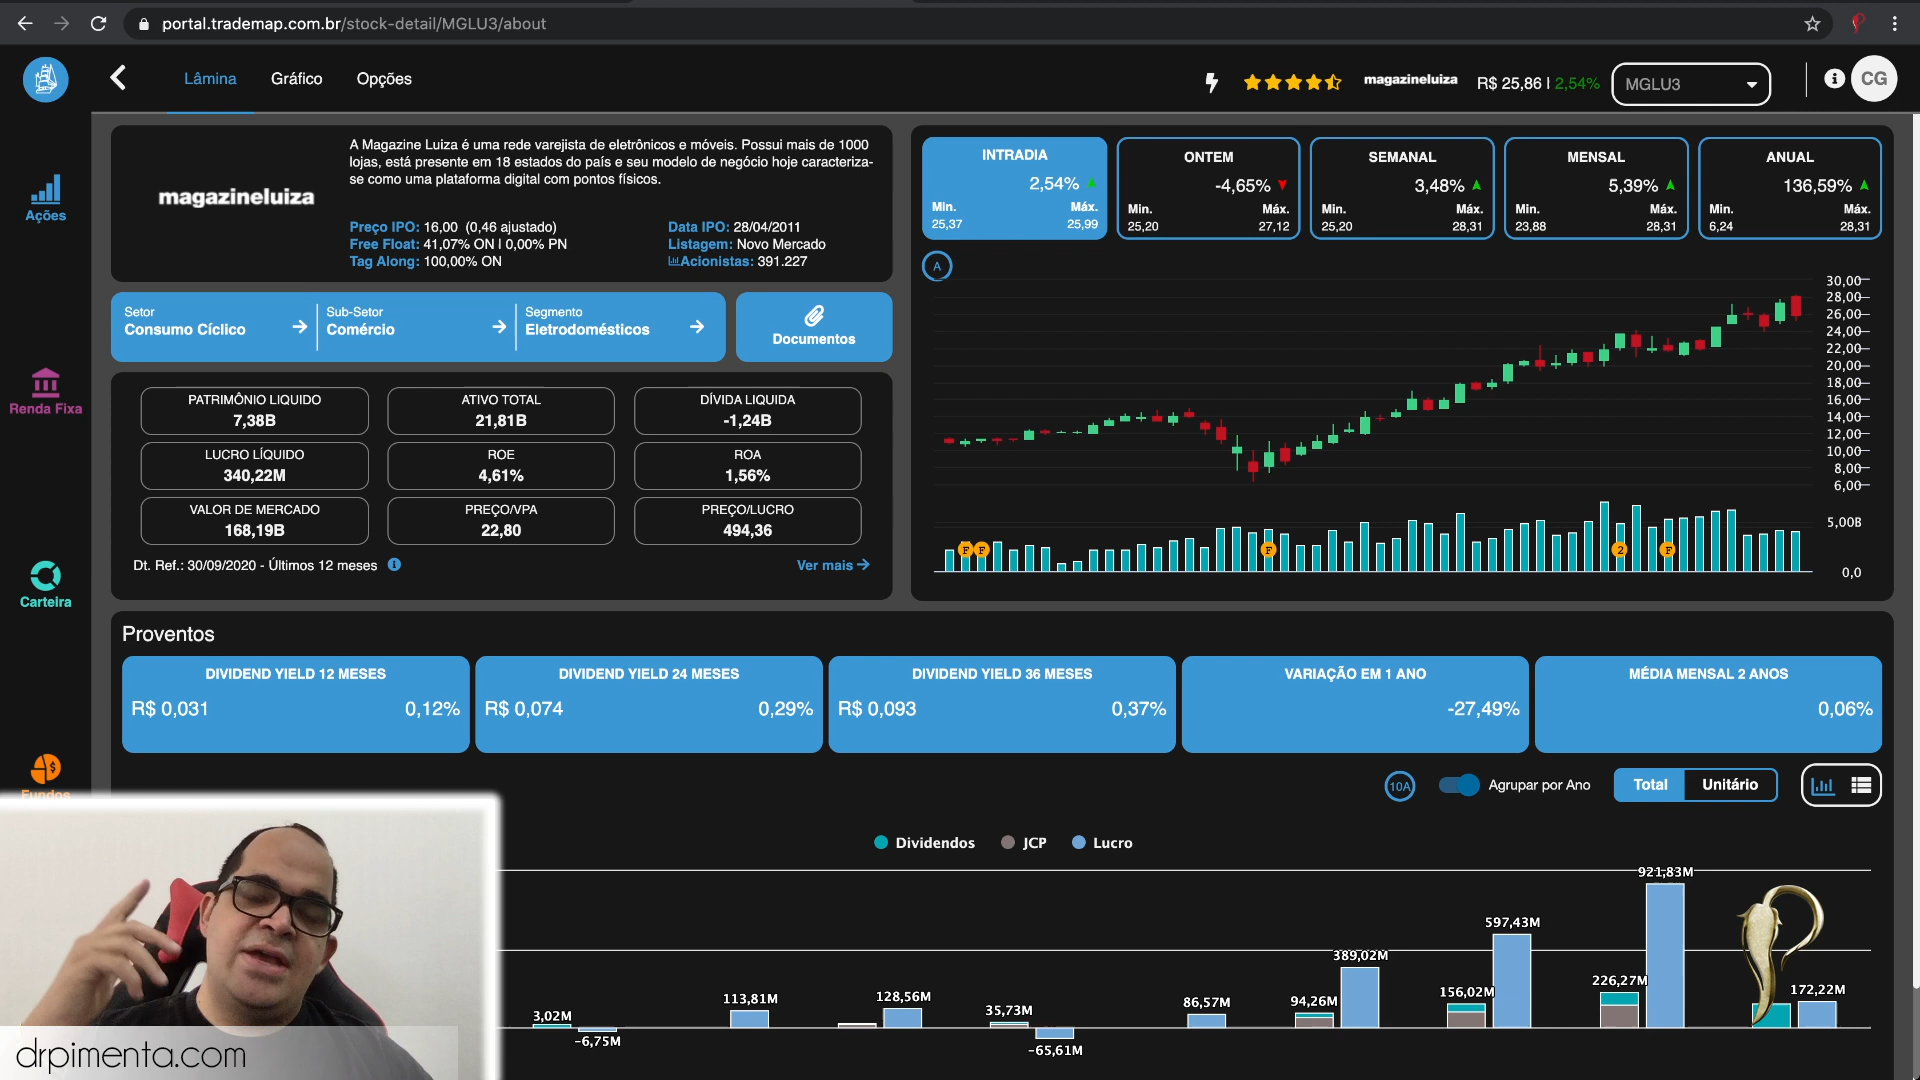 portal.trademap.com.br/stock-detail/MGLU3/about
Lâmina
Gráfico
Opções
magazineluiza
R$ 25,86 | 2,54%
MGLU3
CG
Ações
Renda Fixa
Carteira
Fundos
magazineluiza
A Magazine Luiza é uma rede varejista de eletrônicos e móveis. Possui mais de 1000
lojas, está presente em 18 estados do país e seu modelo de negócio hoje caracteriza-
se como uma plataforma digital com pontos físicos.
Preço IPO: 16,00 (0,46 ajustado)
Data IPO: 28/04/2011
Free Float: 41,07% ON | 0,00% PN
Listagem: Novo Mercado
Tag Along: 100,00% ON
Acionistas: 391.227
Setor
Consumo Cíclico
Sub-Setor
Comércio
Segmento
Eletrodomésticos
Documentos
PATRIMÔNIO LIQUIDO
7,38B
ATIVO TOTAL
21,81B
DÍVIDA LIQUIDA
-1,24B
LUCRO LÍQUIDO
340,22M
ROE
4,61%
ROA
1,56%
VALOR DE MERCADO
168,19B
PREÇO/VPA
22,80
PREÇO/LUCRO
494,36
Dt. Ref.: 30/09/2020 - Últimos 12 meses
Ver mais
INTRADIA
2,54%
Min.
Máx.
25,37
25,99
ONTEM
-4,65%
Min.
Máx.
25,20
27,12
SEMANAL
3,48%
Min.
Máx.
25,20
28,31
MENSAL
5,39%
Min.
Máx.
23,88
28,31
ANUAL
136,59%
Min.
Máx.
6,24
28,31
A
30,00
28,00
26,00
24,00
22,00
20,00
18,00
16,00
14,00
12,00
10,00
8,00
6,00
5,00B
0,0
F
F
F
2
F
Proventos
DIVIDEND YIELD 12 MESES
R$ 0,031
0,12%
DIVIDEND YIELD 24 MESES
R$ 0,074
0,29%
DIVIDEND YIELD 36 MESES
R$ 0,093
0,37%
VARIAÇÃO EM 1 ANO
-27,49%
MÉDIA MENSAL 2 ANOS
0,06%
10A
Agrupar por Ano
Total
Unitário
Dividendos
JCP
Lucro
3,02M
-6,75M
113,81M
128,56M
35,73M
-65,61M
86,57M
94,26M
389,02M
156,02M
597,43M
226,27M
921,83M
172,22M
drpimenta.com